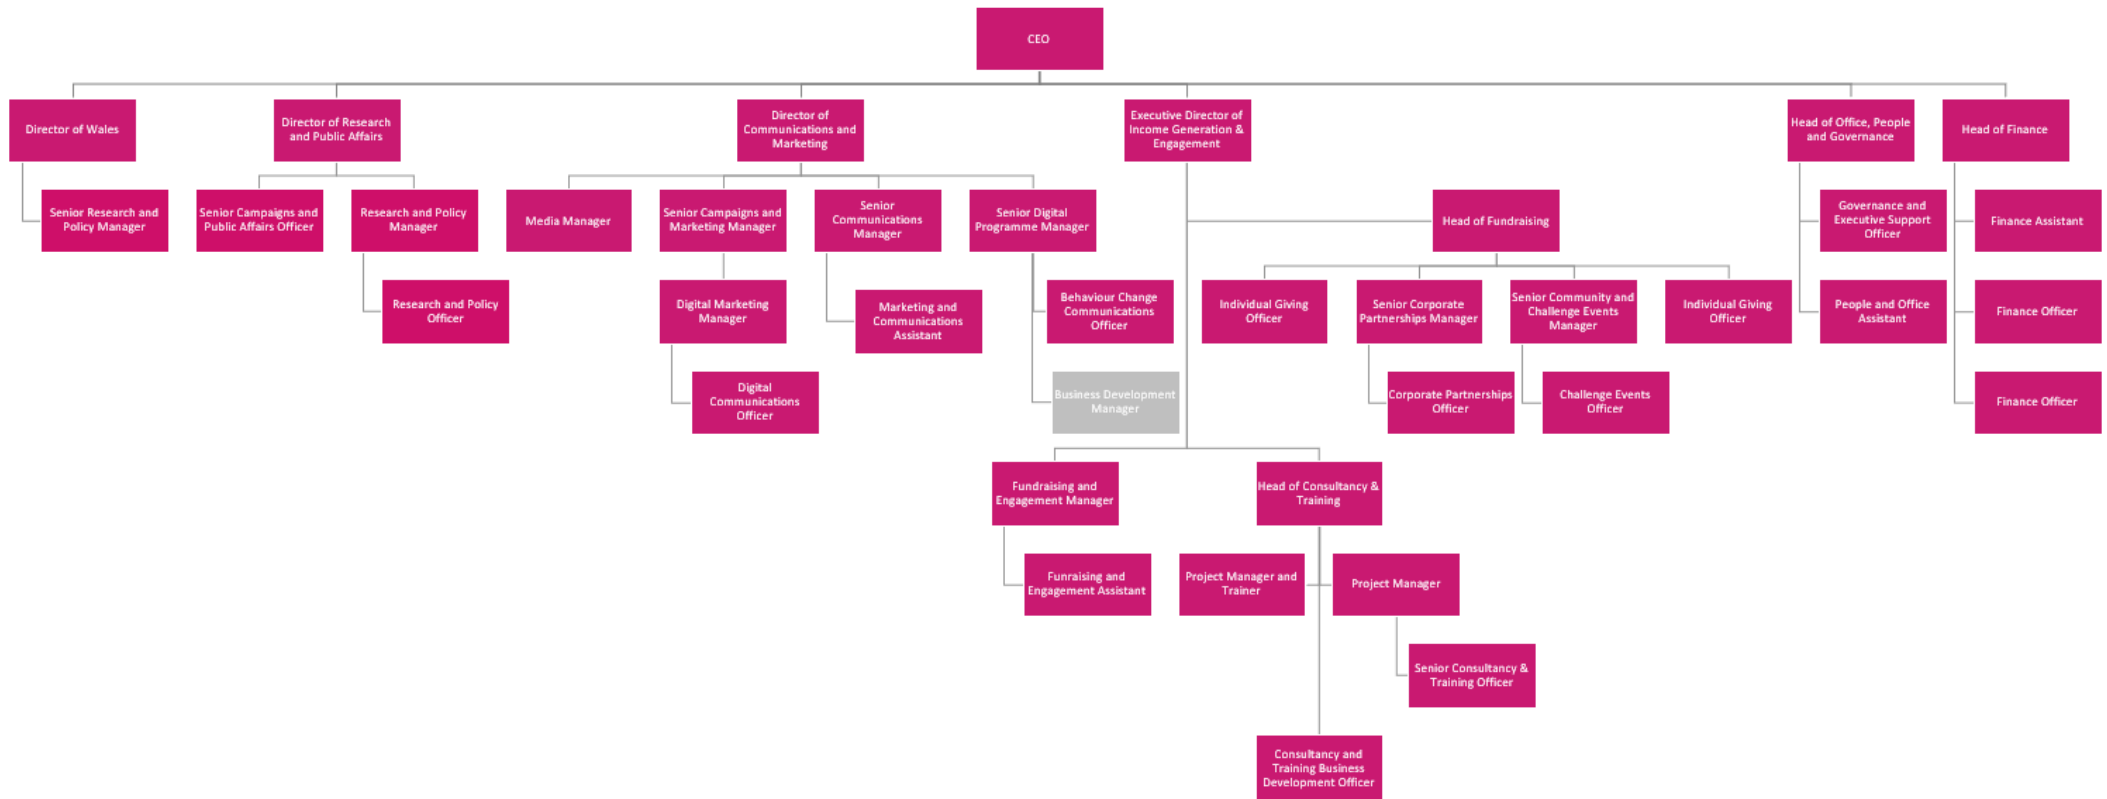 CEO
Director of Wales
Director of Research
and Public Affairs
Director of
Communications and
Marketing
Executive Director of
Income Generation &
Engagement
Head of Office, People
and Governance
Head of Finance
Senior Research and
Policy Manager
Senior Campaigns and
Public Affairs Officer
Research and Policy
Manager
Media Manager
Senior Campaigns and
Marketing Manager
Senior
Communications
Manager
Senior Digital
Programme Manager
Head of Fundraising
Governance and
Executive Support
Officer
Finance Assistant
Research and Policy
Officer
Digital Marketing
Manager
Marketing and
Communications
Assistant
Behaviour Change
Communications
Officer
Individual Giving
Officer
Senior Corporate
Partnerships Manager
Senior Community and
Challenge Events
Manager
Individual Giving
Officer
People and Office
Assistant
Finance Officer
Digital
Communications
Officer
Business Development
Manager
Corporate Partnerships
Officer
Challenge Events
Officer
Finance Officer
Fundraising and
Engagement Manager
Head of Consultancy &
Training
Funraising and
Engagement Assistant
Project Manager and
Trainer
Project Manager
Senior Consultancy &
Training Officer
Consultancy and
Training Business
Development Officer